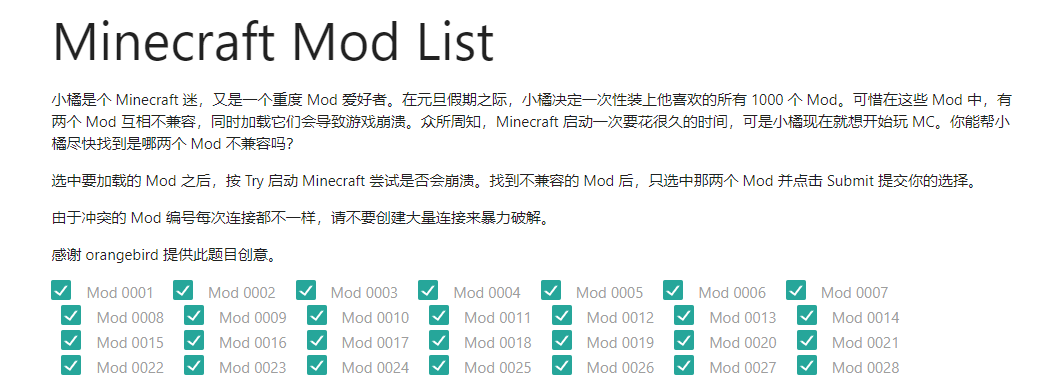 Minecraft Mod List
小橘是个 Minecraft 迷，又是一个重度 Mod 爱好者。在元旦假期之际，小橘决定一次性装上他喜欢的所有 1000 个 Mod。可惜在这些 Mod 中，有
两个 Mod 互相不兼容，同时加载它们会导致游戏崩溃。众所周知，Minecraft 启动一次要花很久的时间，可是小橘现在就想开始玩 MC。你能帮小
橘尽快找到是哪两个 Mod 不兼容吗？
选中要加载的 Mod 之后，按 Try 启动 Minecraft 尝试是否会崩溃。找到不兼容的 Mod 后，只选中那两个 Mod 并点击 Submit 提交你的选择。
由于冲突的 Mod 编号每次连接都不一样，请不要创建大量连接来暴力破解。
感谢 orangebird 提供此题目创意。
Mod 0001 Mod 0002 Mod 0003 Mod 0004 Mod 0005 Mod 0006 Mod 0007
Mod 0008 Mod 0009 Mod 0010 Mod 0011 Mod 0012 Mod 0013 Mod 0014
Mod 0015 Mod 0016 Mod 0017 Mod 0018 Mod 0019 Mod 0020 Mod 0021
Mod 0022 Mod 0023 Mod 0024 Mod 0025 Mod 0026 Mod 0027 Mod 0028